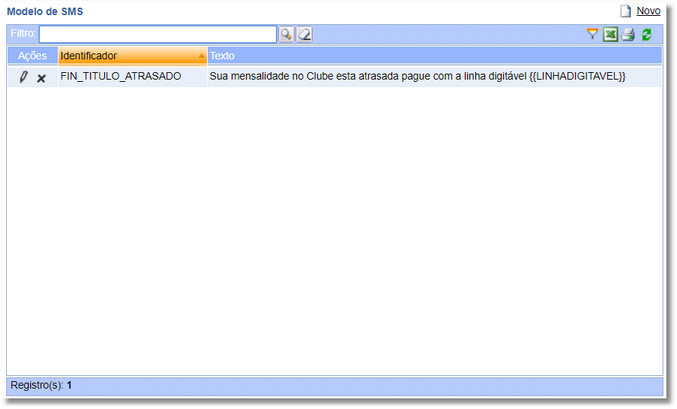 Modelo de SMS
Novo
Filtro:
Ações Identificador Texto
FIN_TITULO_ATRASADO Sua mensalidade no Clube esta atrasada pague com a linha digitável {{LINHADIGITAVEL}}
Registro(s): 1